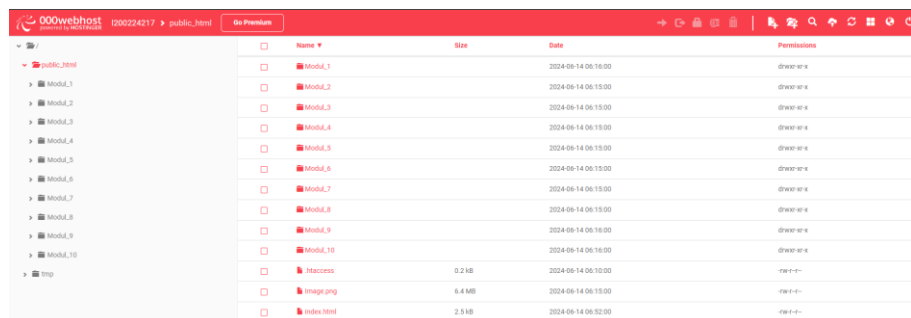 000webhost
powered by HOSTINGER
l200224217 > public_html
Go Premium
/
public_html
Modul_1
Modul_2
Modul_3
Modul_4
Modul_5
Modul_6
Modul_7
Modul_8
Modul_9
Modul_10
tmp
Name ▼ Size Date Permissions
Modul_1 2024-06-14 06:16:00 drwxr-xr-x
Modul_2 2024-06-14 06:15:00 drwxr-xr-x
Modul_3 2024-06-14 06:15:00 drwxr-xr-x
Modul_4 2024-06-14 06:15:00 drwxr-xr-x
Modul_5 2024-06-14 06:15:00 drwxr-xr-x
Modul_6 2024-06-14 06:15:00 drwxr-xr-x
Modul_7 2024-06-14 06:15:00 drwxr-xr-x
Modul_8 2024-06-14 06:15:00 drwxr-xr-x
Modul_9 2024-06-14 06:16:00 drwxr-xr-x
Modul_10 2024-06-14 06:16:00 drwxr-xr-x
.htaccess 0.2 kB 2024-06-14 06:10:00 -rw-r--r--
image.png 6.4 MB 2024-06-14 06:15:00 -rw-r--r--
index.html 2.5 kB 2024-06-14 06:52:00 -rw-r--r--